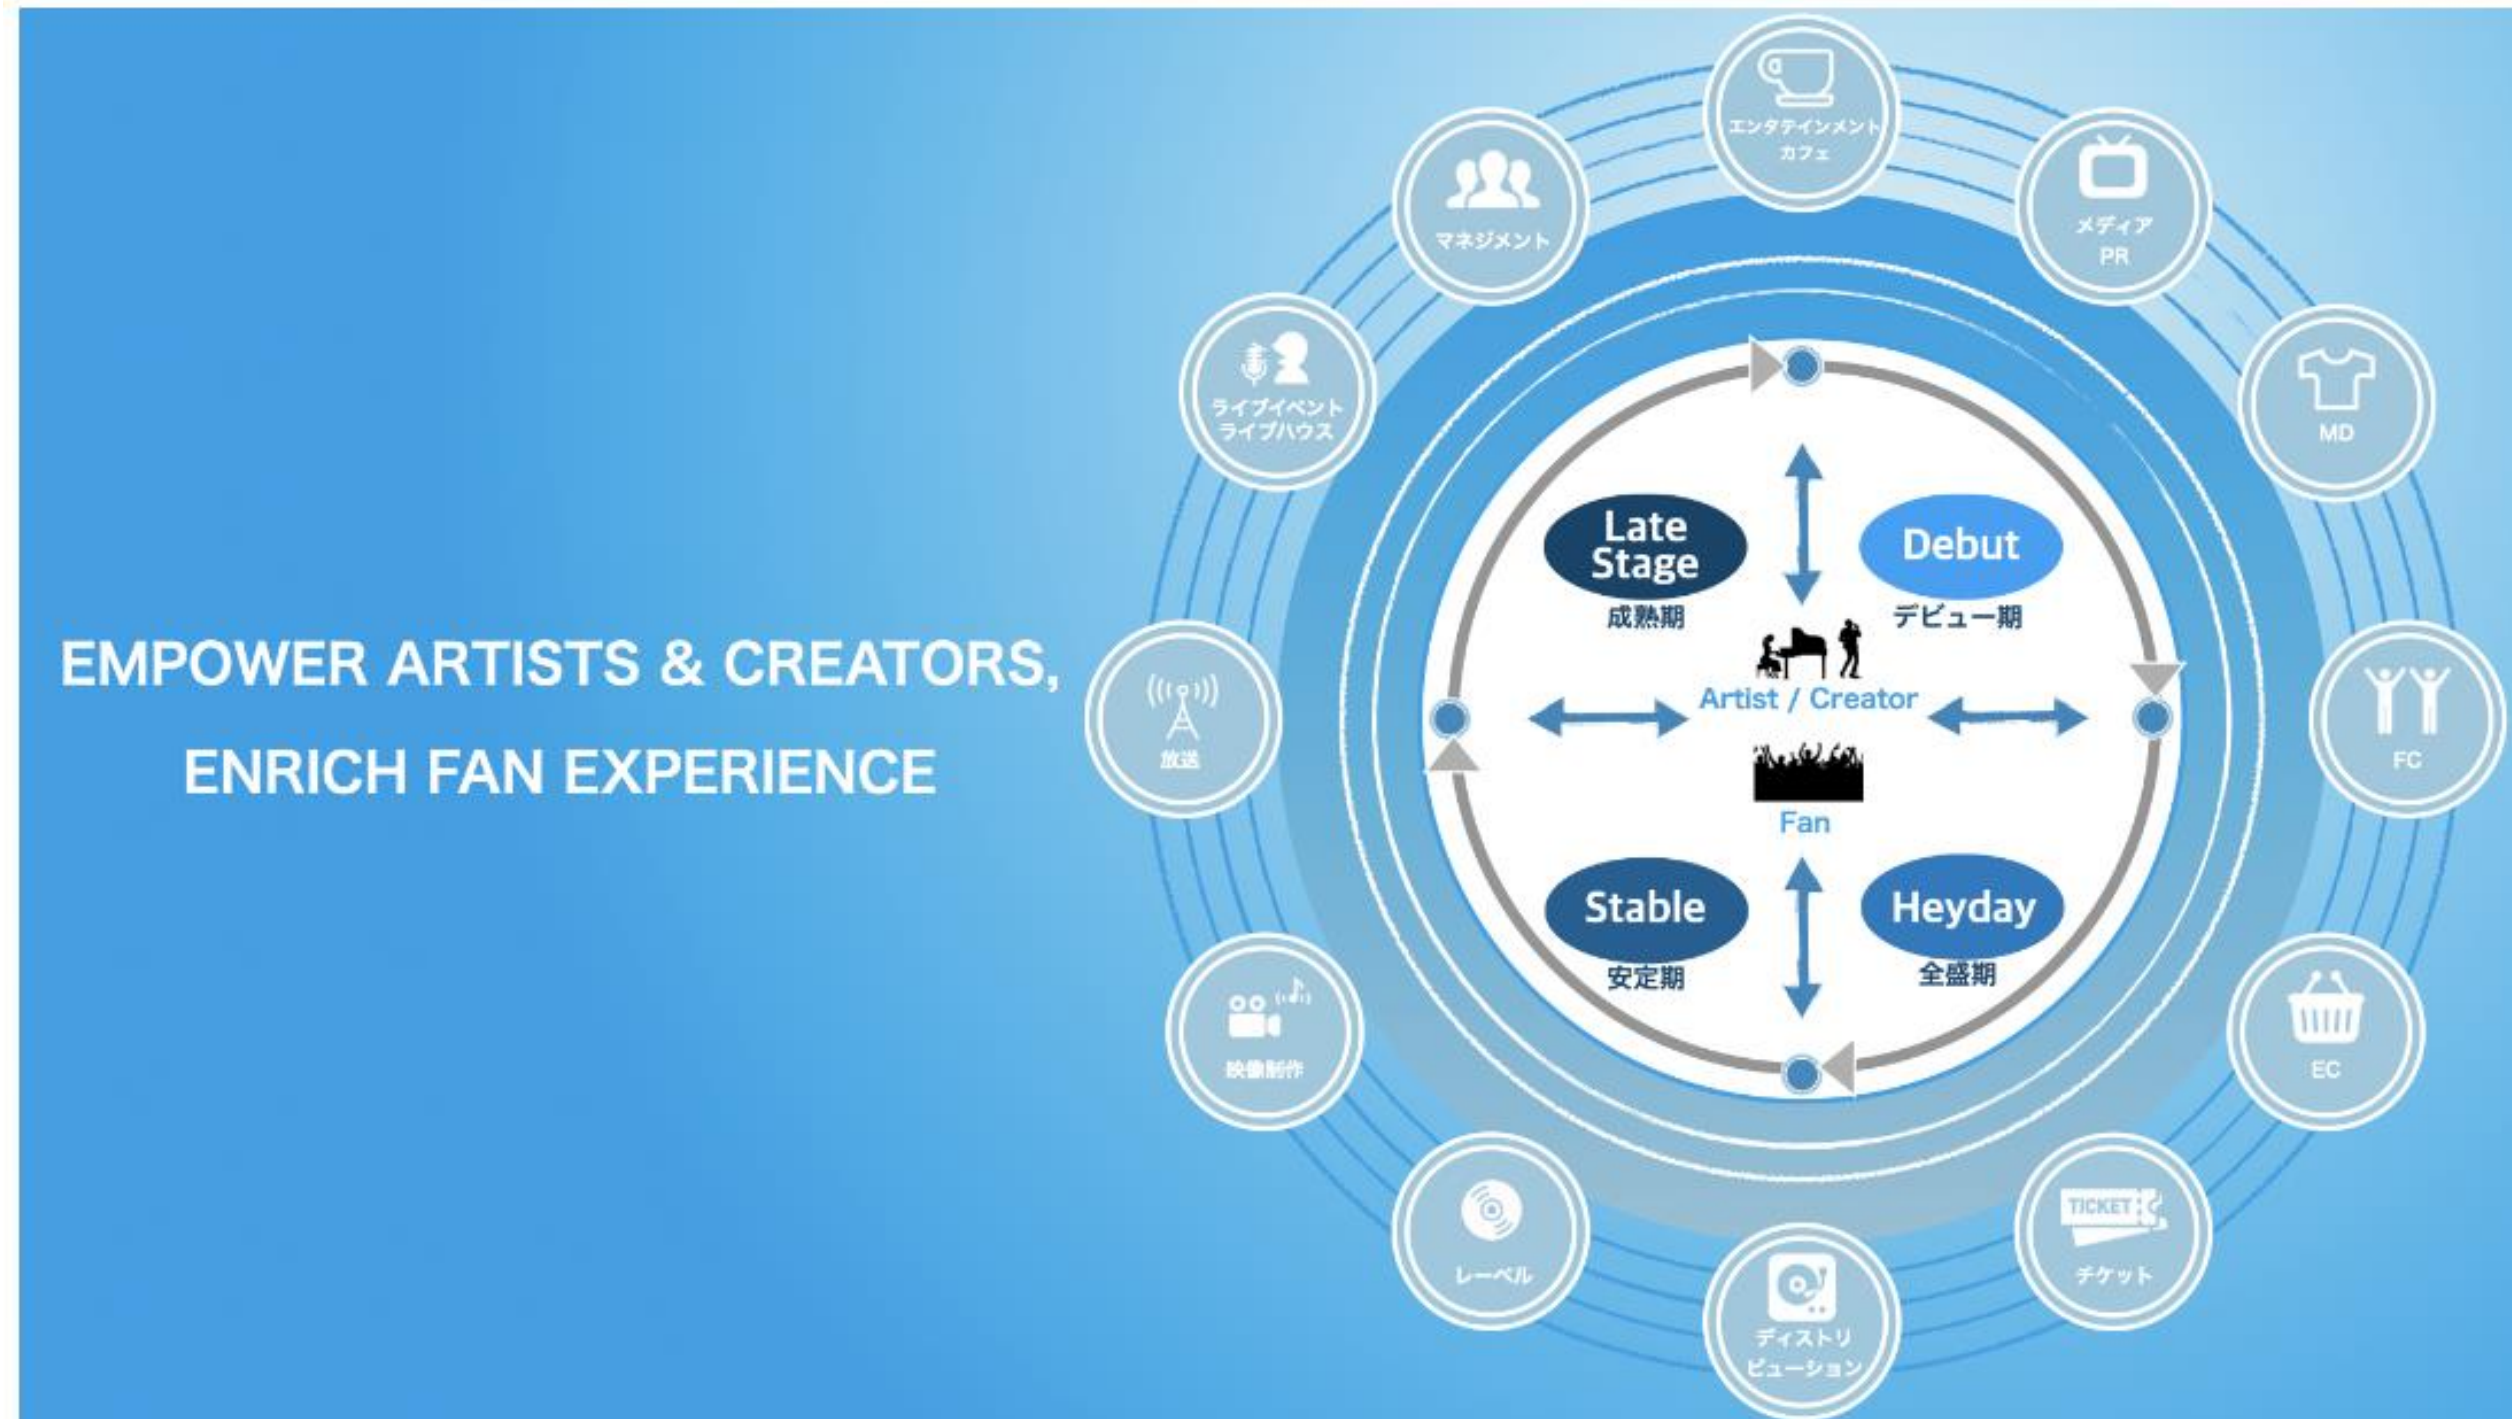 EMPOWER ARTISTS & CREATORS,
ENRICH FAN EXPERIENCE
エンタテインメント
カフェ
メディア
PR
MD
FC
EC
TICKET
チケット
ディストリ
ビューション
レーベル
映像制作
放送
ライブイベント
ライブハウス
マネジメント
Late
Stage
成熟期
Debut
デビュー期
Artist / Creator
Fan
Stable
安定期
Heyday
全盛期